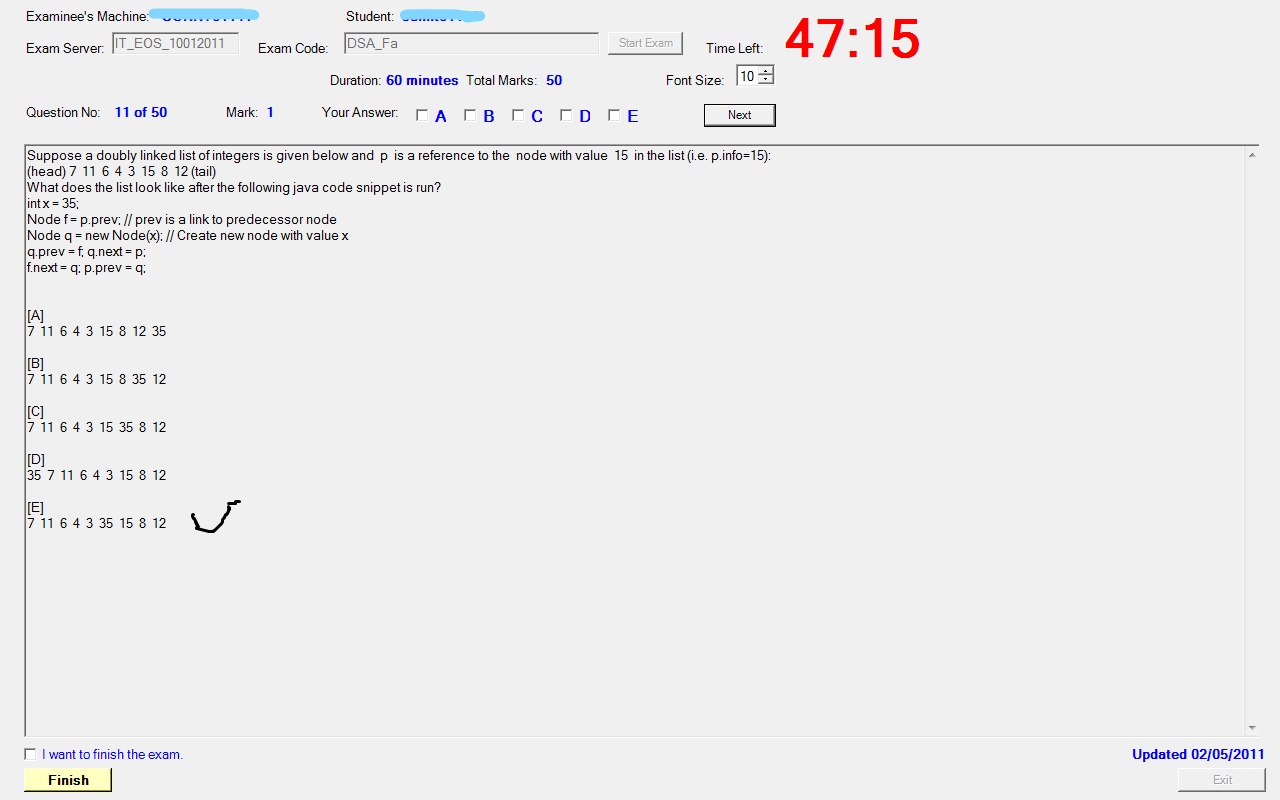 Examinee's Machine:
Student:
Exam Server: IT_EOS_10012011 Exam Code: DSA_Fa Start Exam Time Left: 47:15
Duration: 60 minutes Total Marks: 50 Font Size: 10
Question No: 11 of 50 Mark: 1 Your Answer: A B C D E Next
Suppose a doubly linked list of integers is given below and p is a reference to the node with value 15 in the list (i.e. p.info=15):
(head) 7 11 6 4 3 15 8 12 (tail)
What does the list look like after the following java code snippet is run?
int x = 35;
Node f = p.prev; // prev is a link to predecessor node
Node q = new Node(x); // Create new node with value x
q.prev = f; q.next = p;
f.next = q; p.prev = q;
[A]
7 11 6 4 3 15 8 12 35
[B]
7 11 6 4 3 15 8 35 12
[C]
7 11 6 4 3 15 35 8 12
[D]
35 7 11 6 4 3 15 8 12
[E]
7 11 6 4 3 35 15 8 12
I want to finish the exam.
Updated 02/05/2011
Finish
Exit